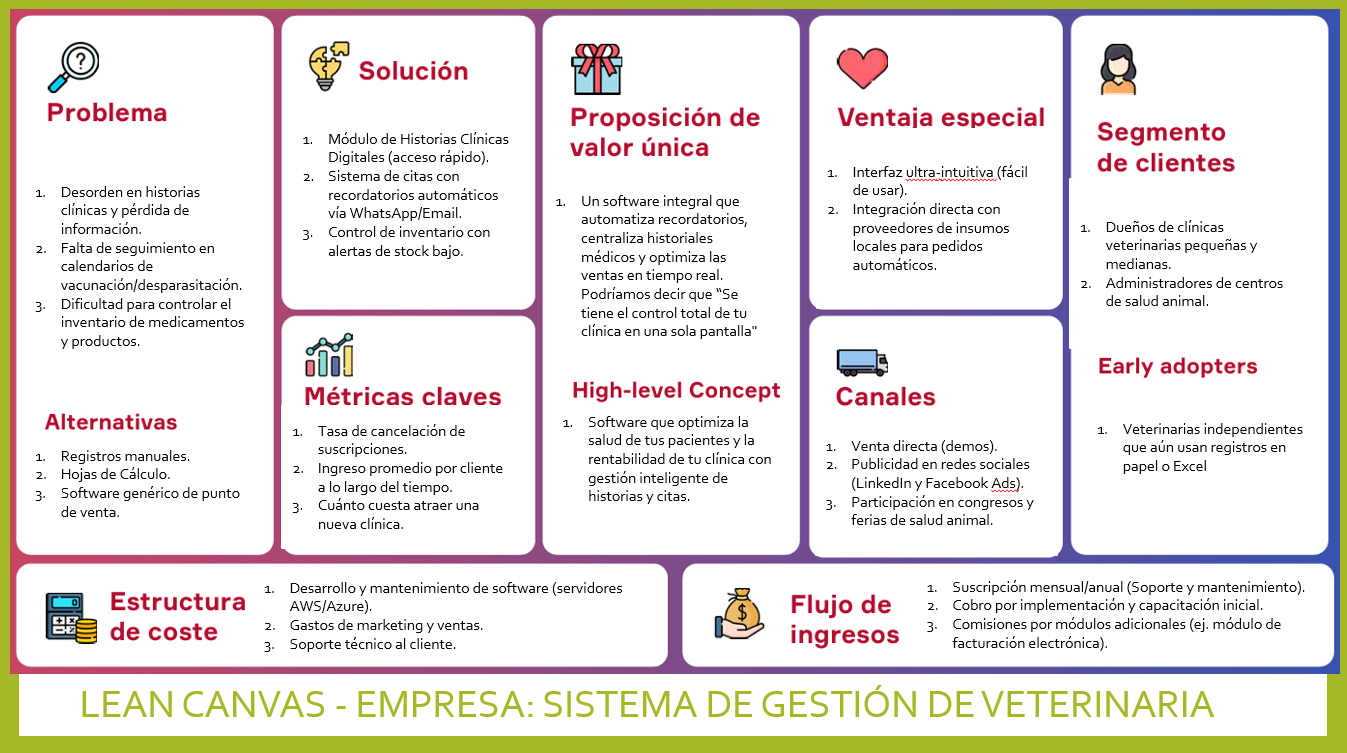 Problema
1. Desorden en historias
clínicas y pérdida de
información.
2. Falta de seguimiento en
calendarios de
vacunación/desparasitación.
3. Dificultad para controlar el
inventario de medicamentos
y productos.
Alternativas
1. Registros manuales.
2. Hojas de Cálculo.
3. Software genérico de punto
de venta.
Solución
1. Módulo de Historias Clínicas
Digitales (acceso rápido).
2. Sistema de citas con
recordatorios automáticos
vía WhatsApp/Email.
3. Control de inventario con
alertas de stock bajo.
Métricas claves
1. Tasa de cancelación de
suscripciones.
2. Ingreso promedio por cliente
a lo largo del tiempo.
3. Cuánto cuesta atraer una
nueva clínica.
Proposición de
valor única
1. Un software integral que
automatiza recordatorios,
centraliza historiales
médicos y optimiza las
ventas en tiempo real.
Podríamos decir que “Se
tiene el control total de tu
clínica en una sola pantalla"
High-level Concept
1. Software que optimiza la
salud de tus pacientes y la
rentabilidad de tu clínica con
gestión inteligente de
historias y citas.
Ventaja especial
1. Interfaz ultra-intuitiva (fácil
de usar).
2. Integración directa con
proveedores de insumos
locales para pedidos
automáticos.
Canales
1. Venta directa (demos).
2. Publicidad en redes sociales
(LinkedIn y Facebook Ads).
3. Participación en congresos y
ferias de salud animal.
Segmento
de clientes
1. Dueños de clínicas
veterinarias pequeñas y
medianas.
2. Administradores de centros
de salud animal.
Early adopters
1. Veterinarias independientes
que aún usan registros en
papel o Excel
Estructura
de coste
1. Desarrollo y mantenimiento de software (servidores
AWS/Azure).
2. Gastos de marketing y ventas.
3. Soporte técnico al cliente.
Flujo de
ingresos
1. Suscripción mensual/anual (Soporte y mantenimiento).
2. Cobro por implementación y capacitación inicial.
3. Comisiones por módulos adicionales (ej. módulo de
facturación electrónica).
LEAN CANVAS - EMPRESA: SISTEMA DE GESTIÓN DE VETERINARIA